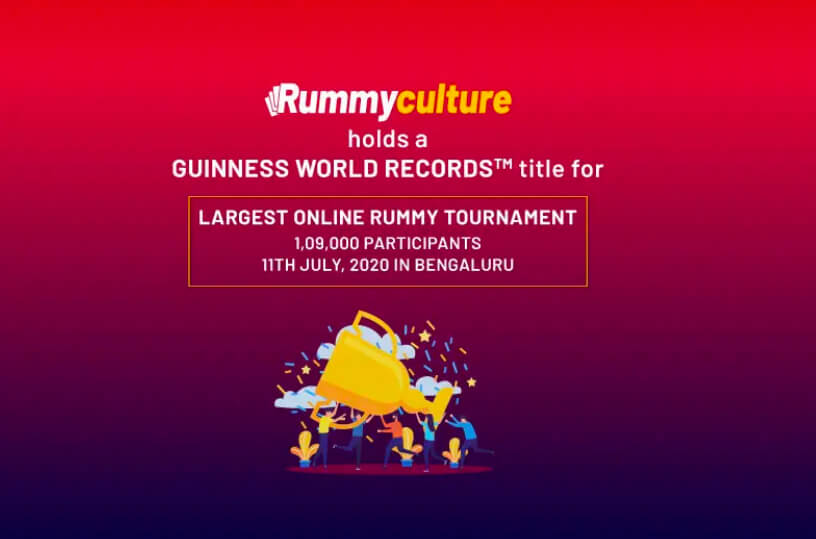 Rummyculture
holds a
GUINNESS WORLD RECORDS™ title for
LARGEST ONLINE RUMMY TOURNAMENT
1,09,000 PARTICIPANTS
11TH JULY, 2020 IN BENGALURU